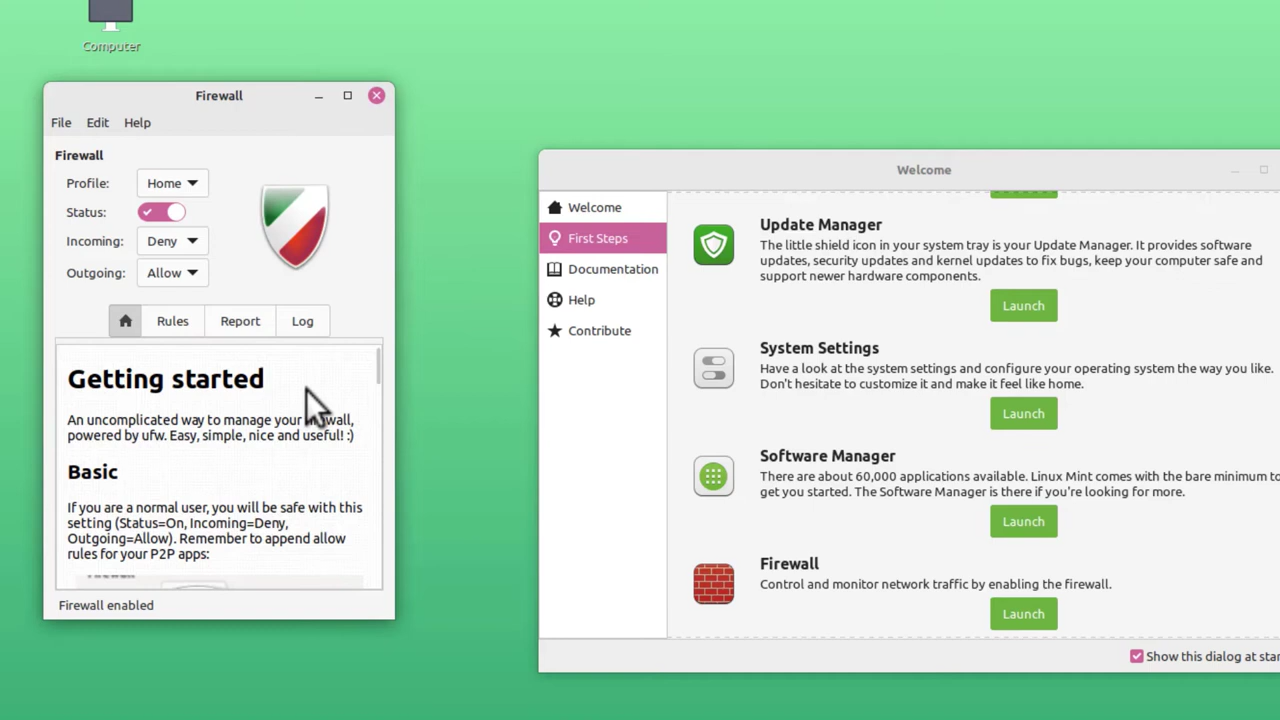 Computer
Firewall
File Edit Help
Firewall
Profile: Home
Status:
Incoming: Deny
Outgoing: Allow
Rules Report Log
Getting started
An uncomplicated way to manage your firewall,
powered by ufw. Easy, simple, nice and useful! :)
Basic
If you are a normal user, you will be safe with this
setting (Status=On, Incoming=Deny,
Outgoing=Allow). Remember to append allow
rules for your P2P apps:
Firewall enabled
Welcome
Welcome
First Steps
Documentation
Help
Contribute
Update Manager
The little shield icon in your system tray is your Update Manager. It provides software
updates, security updates and kernel updates to fix bugs, keep your computer safe and
support newer hardware components.
Launch
System Settings
Have a look at the system settings and configure your operating system the way you like.
Don't hesitate to customize it and make it feel like home.
Launch
Software Manager
There are about 60,000 applications available. Linux Mint comes with the bare minimum to
get you started. The Software Manager is there if you're looking for more.
Launch
Firewall
Control and monitor network traffic by enabling the firewall.
Launch
Show this dialog at star